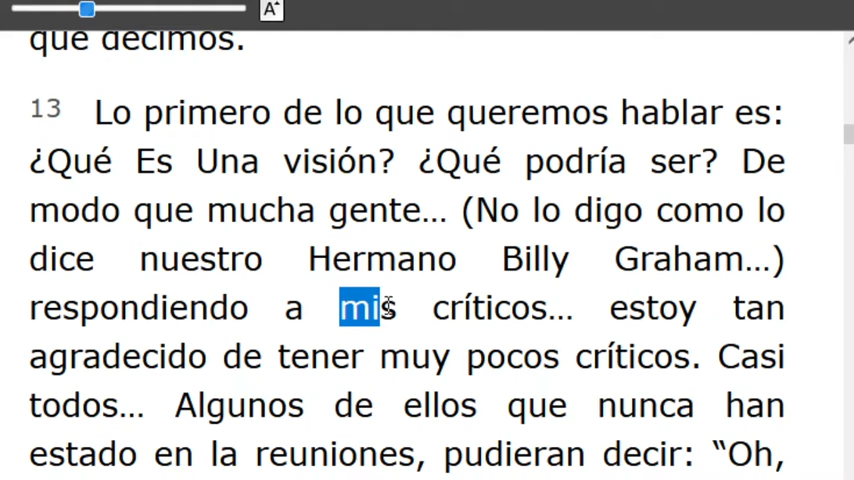 A
que decimos.
13 Lo primero de lo que queremos hablar es:
¿Qué Es Una visión? ¿Qué podría ser? De
modo que mucha gente… (No lo digo como lo
dice nuestro Hermano Billy Graham…)
respondiendo a mis críticos… estoy tan
agradecido de tener muy pocos críticos. Casi
todos… Algunos de ellos que nunca han
estado en la reuniones, pudieran decir: “Oh,